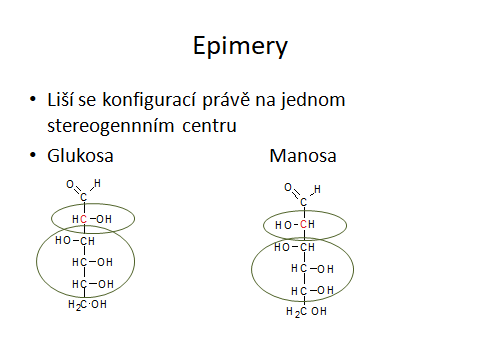 Epimery
• Liší se konfigurací právě na jednom
stereogennním centru
• Glukosa Manosa
O H
C
HC-OH
HO-CH
HC-OH
HC-OH
H2C·OH
O H
C
HO-CH
HO-CH
HC-OH
HC-OH
H2C OH